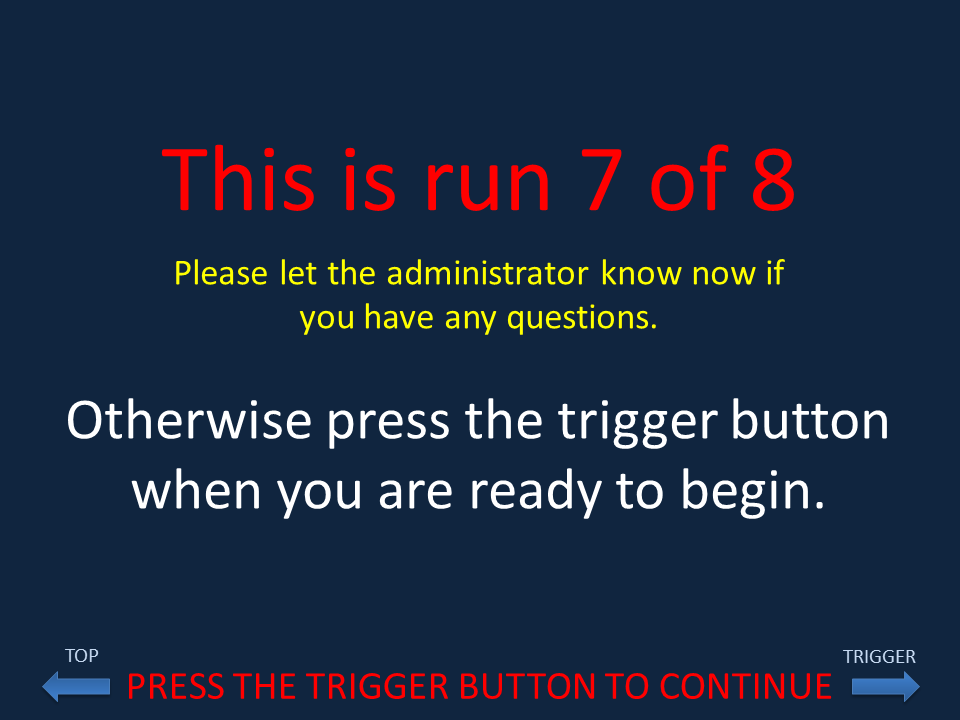 This is run 7 of 8
Please let the administrator know now if
you have any questions.
Otherwise press the trigger button
when you are ready to begin.
TOP
TRIGGER
PRESS THE TRIGGER BUTTON TO CONTINUE